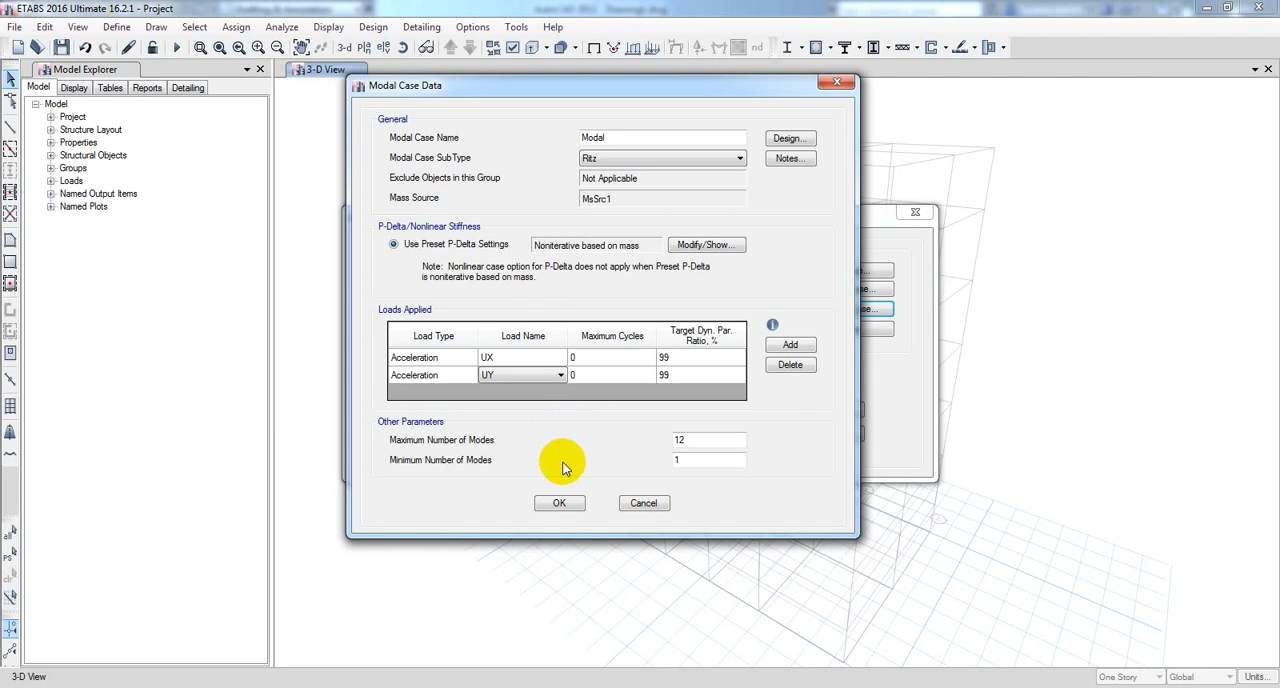 ETABS 2016 Ultimate 16.2.1 - Project
File Edit View Define Draw Select Assign Analyze Display Design Detailing Options Tools Help
3-d Pla ele nd
Model Explorer
3-D View
Model Display Tables Reports Detailing
Model
Project
Structure Layout
Properties
Structural Objects
Groups
Loads
Named Output Items
Named Plots
Modal Case Data
General
Modal Case Name Modal Design...
Modal Case SubType Ritz Notes...
Exclude Objects in this Group Not Applicable
Mass Source MsSrc1
P-Delta/Nonlinear Stiffness
Use Preset P-Delta Settings Noniterative based on mass Modify/Show...
Note: Nonlinear case option for P-Delta does not apply when Preset P-Delta
is noniterative based on mass.
Loads Applied
Load Type Load Name Maximum Cycles Target Dyn. Par.
Ratio, %
Acceleration UX 0 99
Acceleration UY 0 99
Add
Delete
Other Parameters
Maximum Number of Modes 12
Minimum Number of Modes 1
OK Cancel
all
PS
clr
3-D View One Story Global Units...